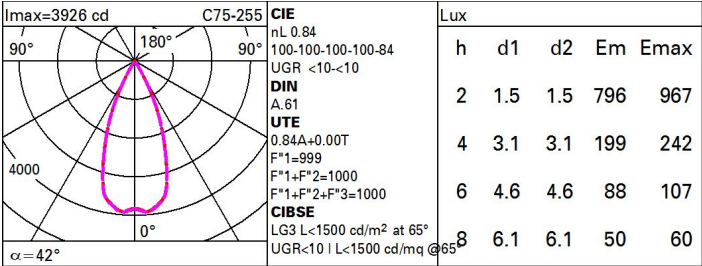 Imax=3926 cd C75-255
90° 180° 90°
4000
0°
α=42°
CIE
nL 0.84
100-100-100-100-84
UGR <10-<10
DIN
A.61
UTE
0.84A+0.00T
F"1=999
F"1+F"2=1000
F"1+F"2+F"3=1000
CIBSE
LG3 L<1500 cd/m² at 65°
UGR<10 | L<1500 cd/mq @65°
Lux
h d1 d2 Em Emax
2 1.5 1.5 796 967
4 3.1 3.1 199 242
6 4.6 4.6 88 107
8 6.1 6.1 50 60